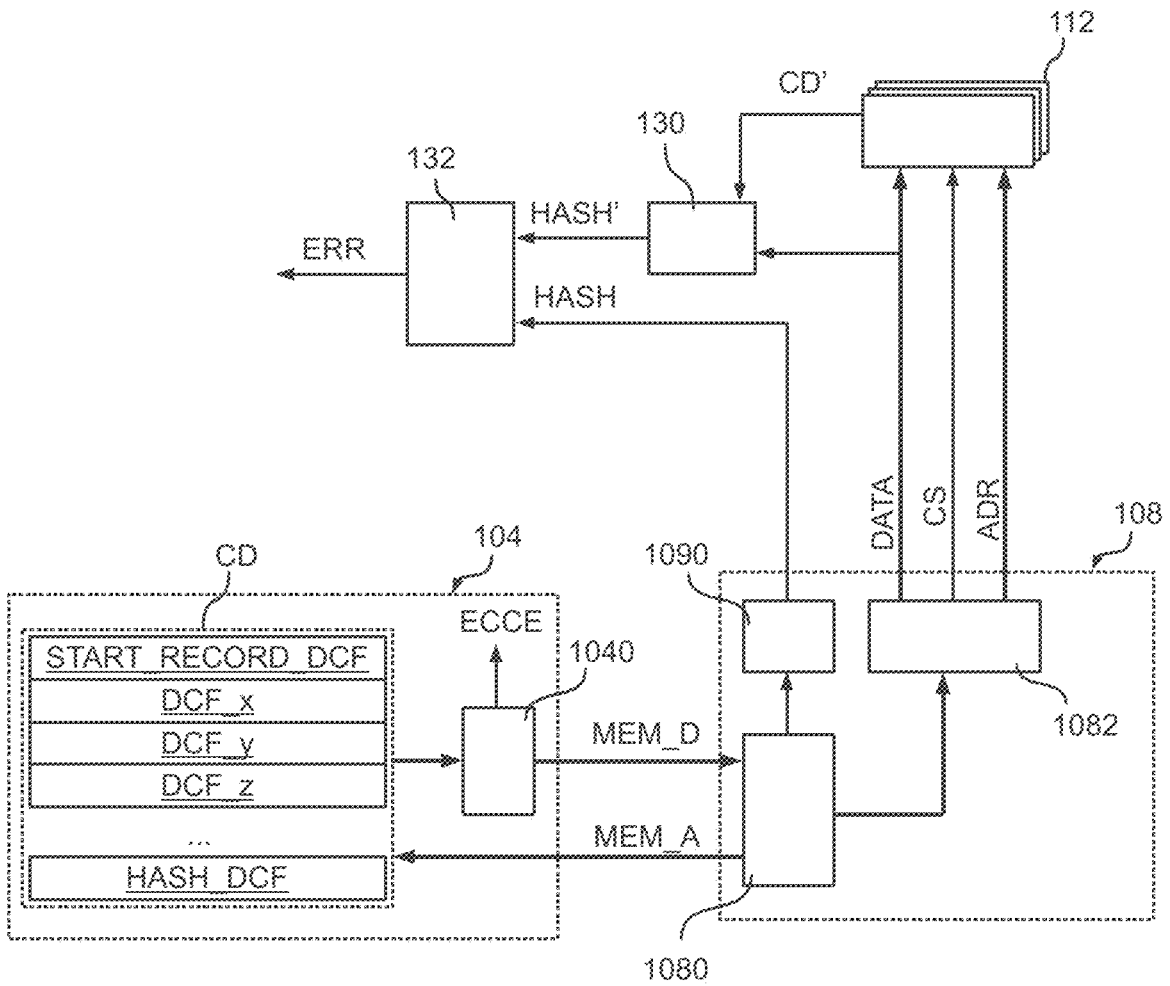 112
CD'
130
132
HASH'
ERR
HASH
DATA
CS
ADR
108
104
CD
1090
ECCE
START_RECORD_DCF
1040
DCF_x
1082
MEM_D
DCF_y
DCF_z
MEM_A
...
HASH_DCF
1080